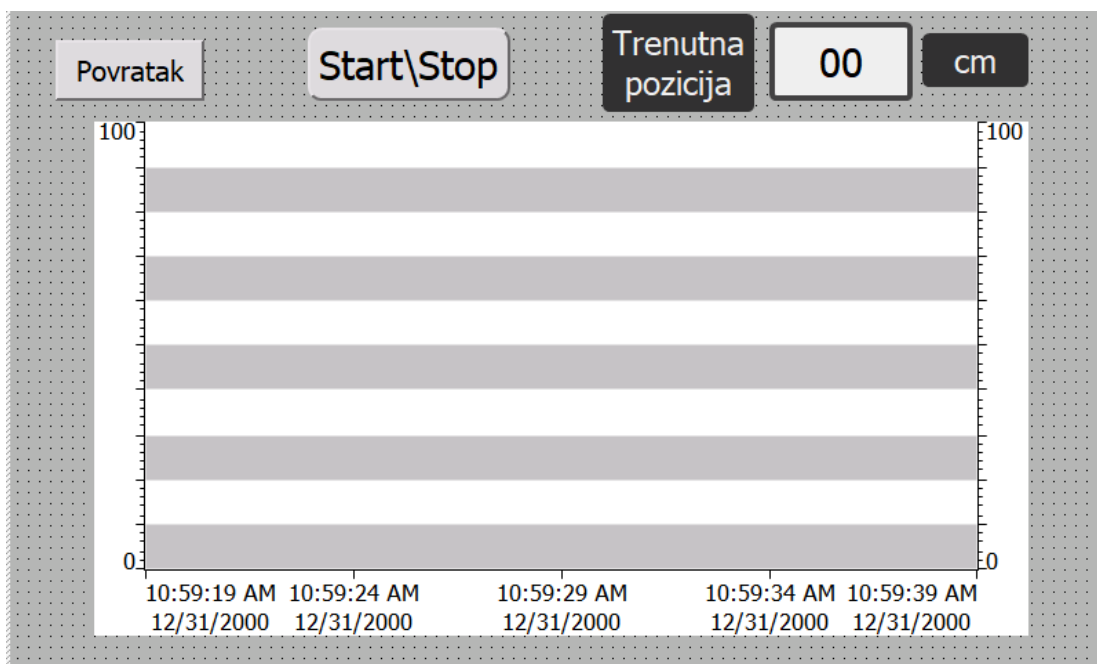 Povratak
Start\Stop
Trenutna
pozicija
00
cm
100
100
0
0
10:59:19 AM 10:59:24 AM 10:59:29 AM 10:59:34 AM 10:59:39 AM
12/31/2000 12/31/2000 12/31/2000 12/31/2000 12/31/2000